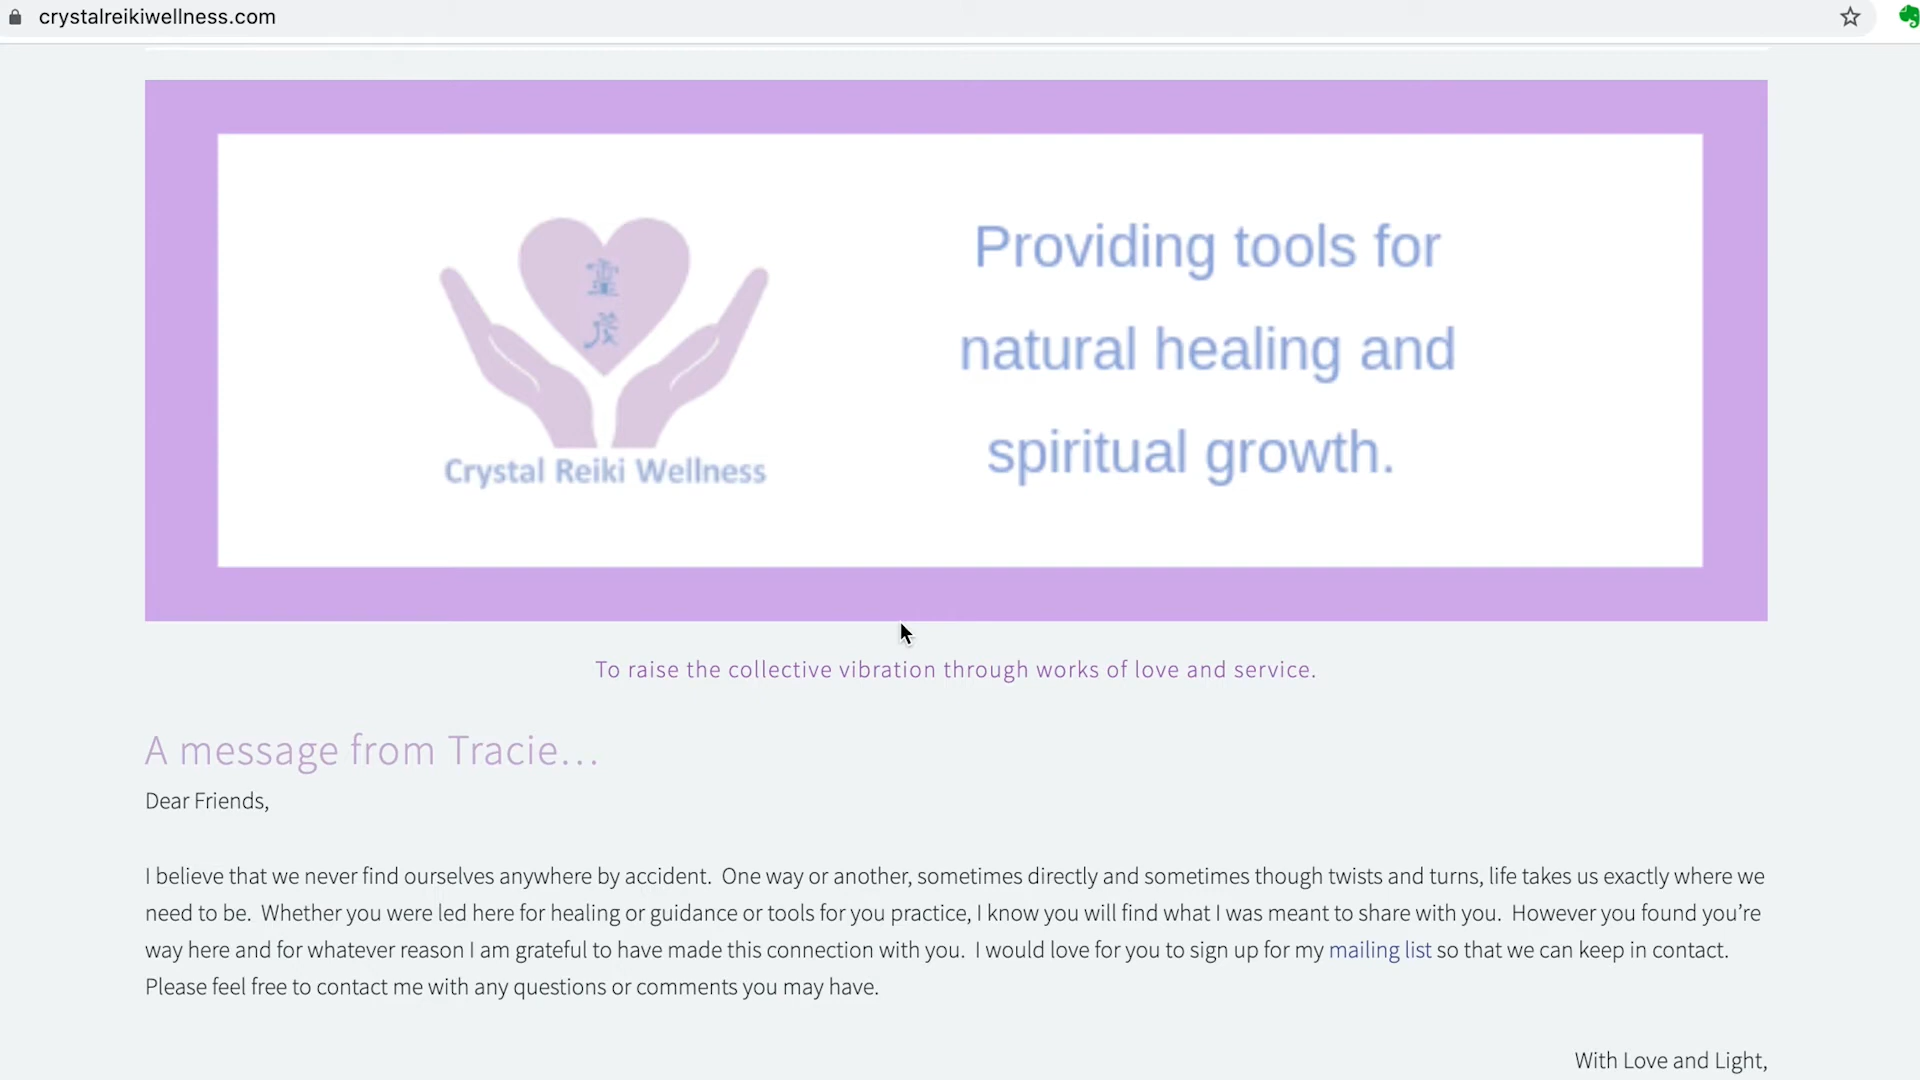 crystalreikiwellness.com
Crystal Reiki Wellness
Providing tools for
natural healing and
spiritual growth.
To raise the collective vibration through works of love and service.
A message from Tracie...
Dear Friends,
I believe that we never find ourselves anywhere by accident. One way or another, sometimes directly and sometimes though twists and turns, life takes us exactly where we
need to be. Whether you were led here for healing or guidance or tools for you practice, I know you will find what I was meant to share with you. However you found you're
way here and for whatever reason I am grateful to have made this connection with you. I would love for you to sign up for my mailing list so that we can keep in contact.
Please feel free to contact me with any questions or comments you may have.
With Love and Light,